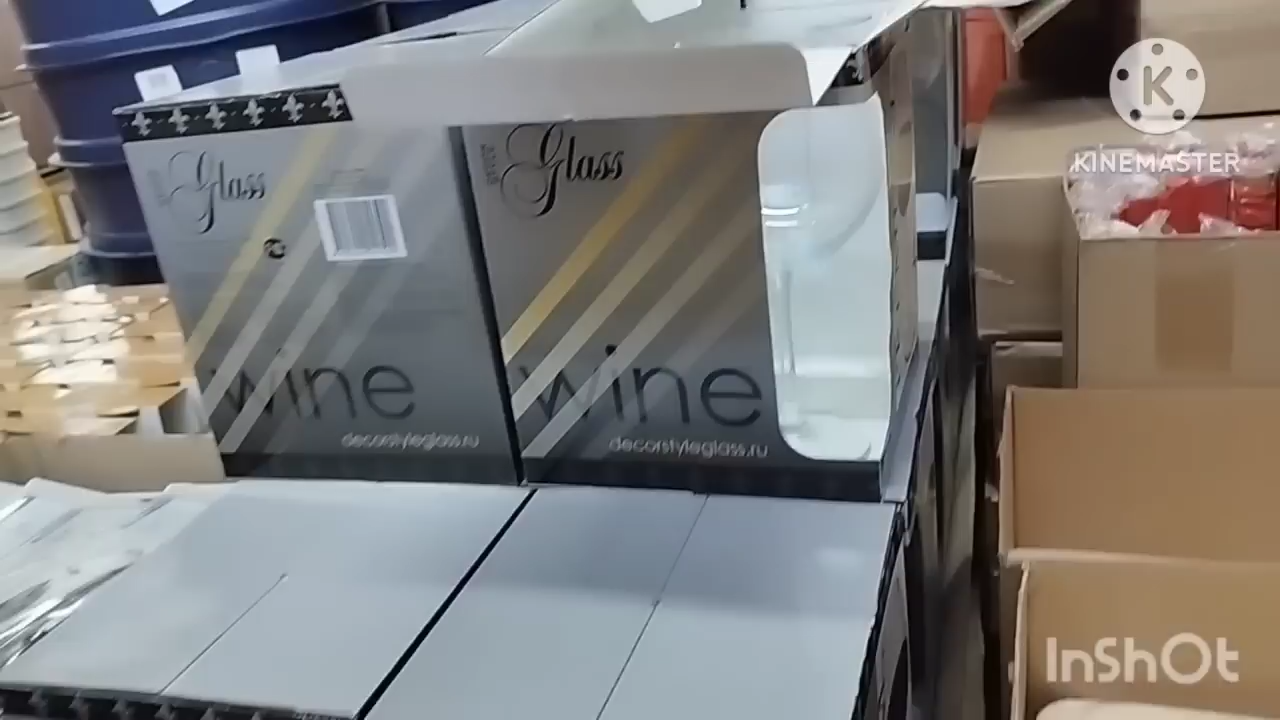 Glass
wine
decorstyleglass.ru
Glass
wine
decorstyleglass.ru
K
KINEMASTER
InShOt